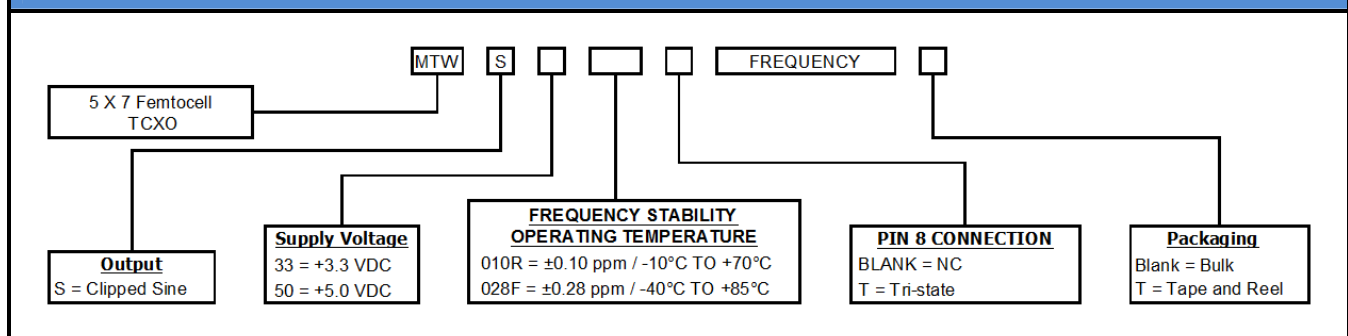 MTW S FREQUENCY
5 X 7 Femtocell
TCXO
Output
S = Clipped Sine
Supply Voltage
33 = +3.3 VDC
50 = +5.0 VDC
FREQUENCY STABILITY
OPERATING TEMPERATURE
010R = ±0.10 ppm / -10°C TO +70°C
028F = ±0.28 ppm / -40°C TO +85°C
PIN 8 CONNECTION
BLANK = NC
T = Tri-state
Packaging
Blank = Bulk
T = Tape and Reel